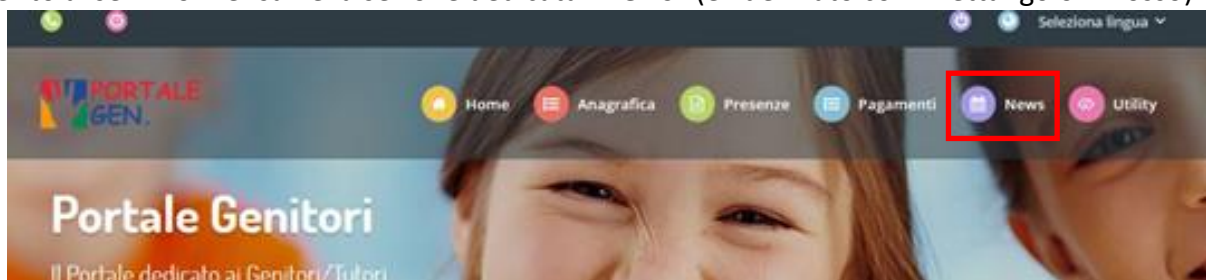 Seleziona lingua
PORTALE
GEN.
Home Anagrafica Presenze Pagamenti News Utility
Portale Genitori
Il Portale dedicato ai Genitori/Tutori